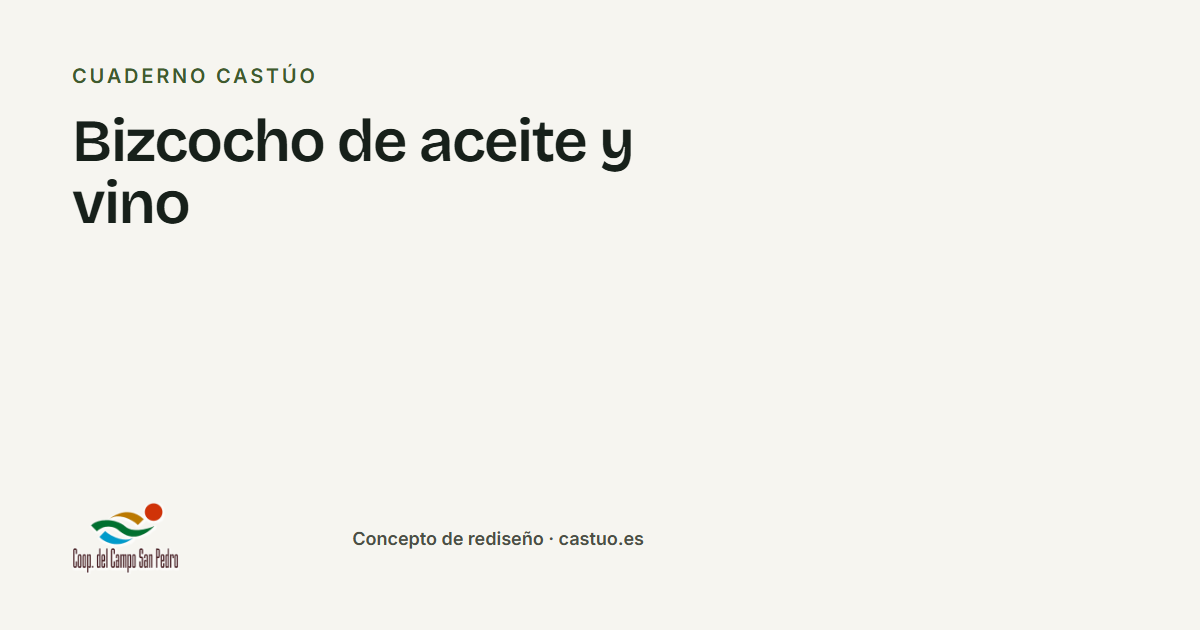 CUADERNO CASTÚO
Bizcocho de aceite y
vino
Coop. del Campo San Pedro
Concepto de rediseño · castuo.es